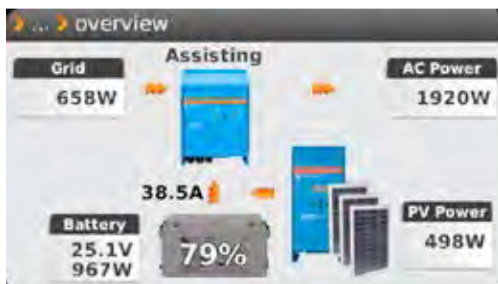 ... overview
Assisting
Grid
658W
AC Power
1920W
38.5A
Battery
25.1V
967W
79%
PV Power
498W